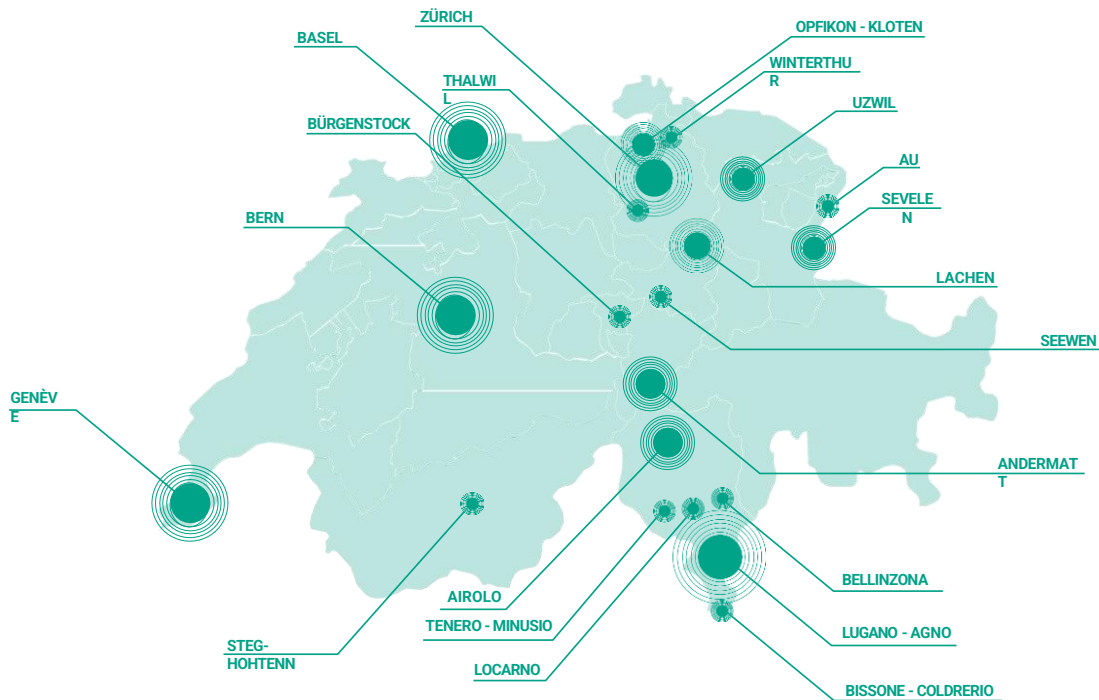 ZÜRICH
OPFIKON - KLOTEN
BASEL
WINTERTHU
R
THALWI
L
UZWIL
BÜRGENSTOCK
AU
SEVELE
N
BERN
LACHEN
SEEWEN
GENÈV
E
ANDERMAT
T
BELLINZONA
AIROLO
TENERO - MINUSIO
LUGANO - AGNO
STEG-
HOHTENN
LOCARNO
BISSONE - COLDRERIO